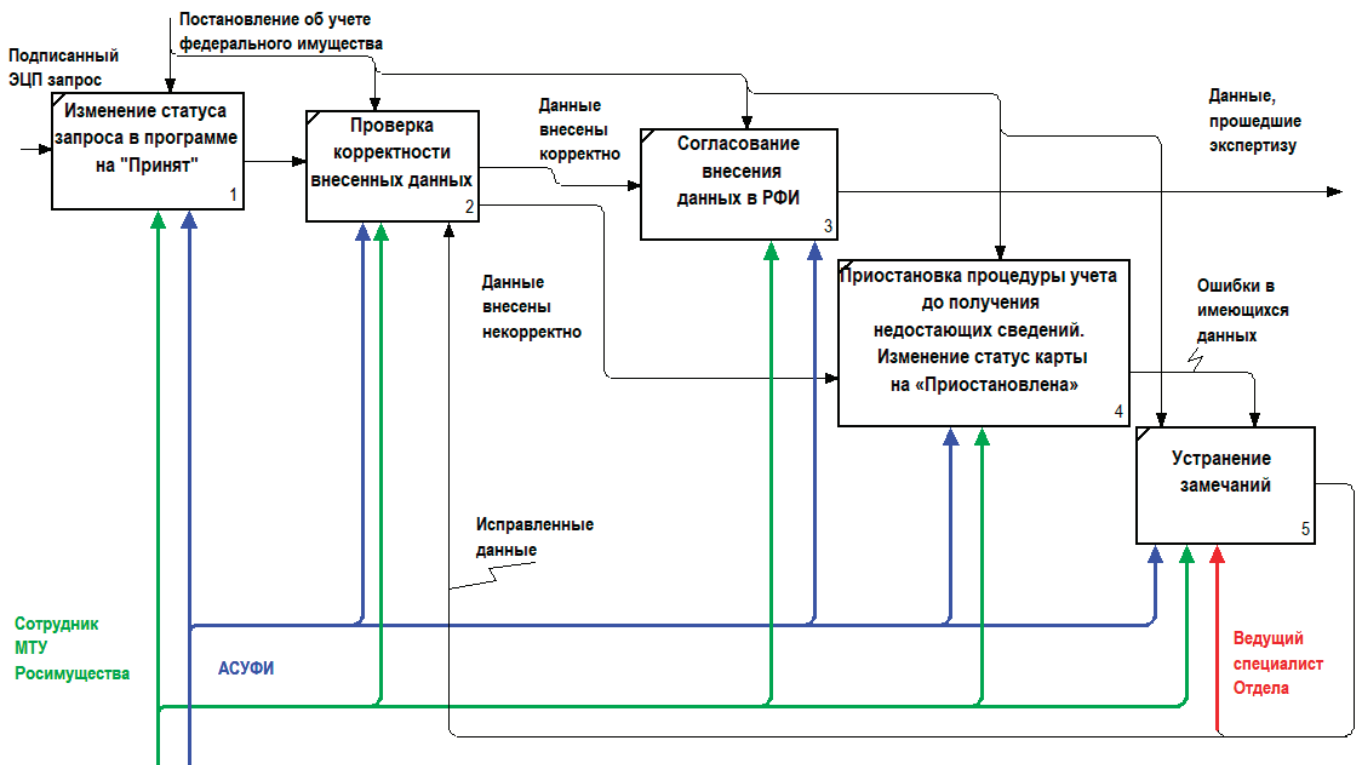 Постановление об учете
федерального имущества
Подписанный
ЭЦП запрос
Изменение статуса
запроса в программе
на "Принят"
1
Проверка
корректности
внесенных данных
2
Данные
внесены
корректно
Согласование
внесения
данных в РФИ
3
Данные,
прошедшие
экспертизу
Данные
внесены
некорректно
Приостановка процедуры учета
до получения
недостающих сведений.
Изменение статус карты
на «Приостановлена»
4
Ошибки в
имеющихся
данных
Устранение
замечаний
5
Исправленные
данные
Сотрудник
МТУ
Росимущества
АСУФИ
Ведущий
специалист
Отдела